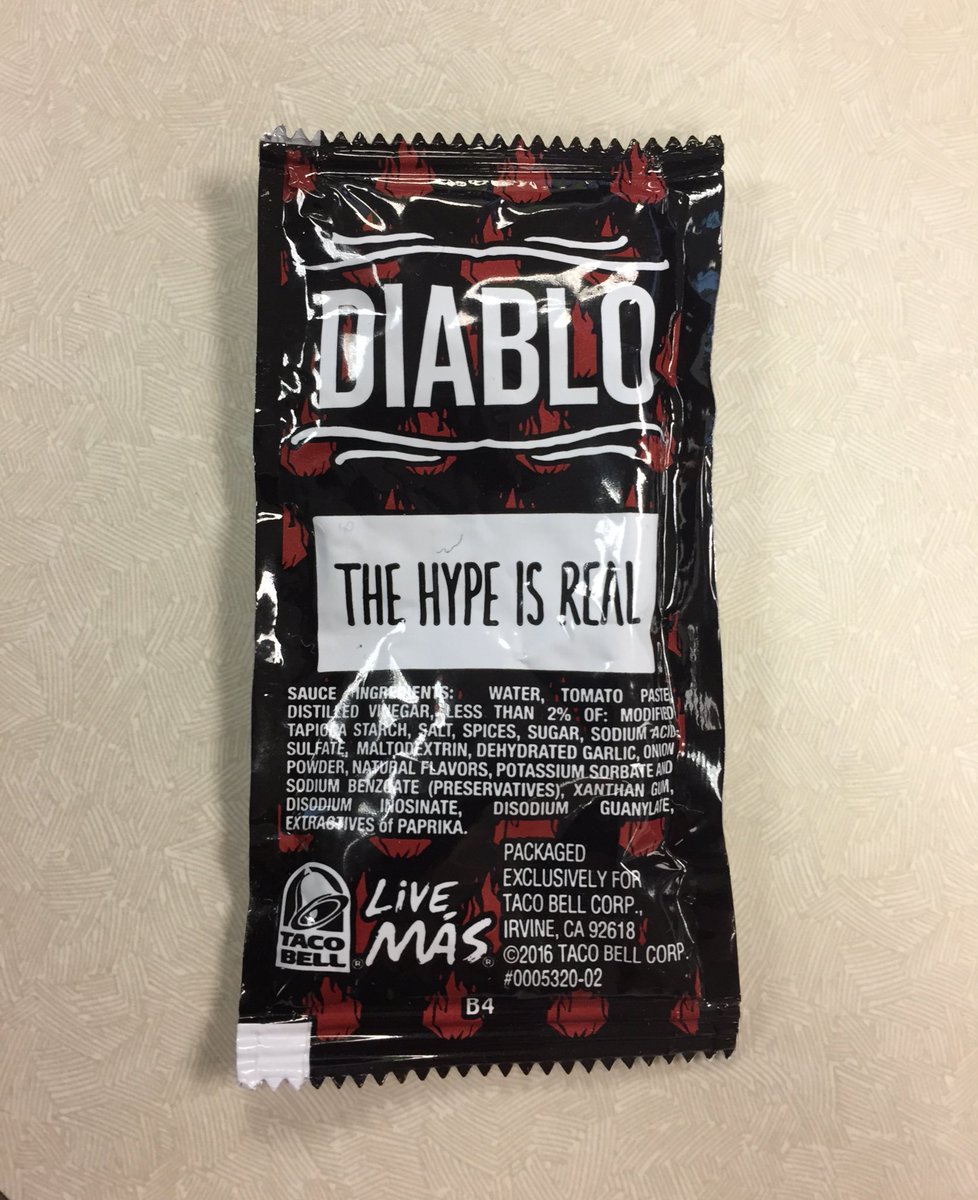 DIABLO
THE HYPE IS REAL
SAUCE INGREDIENTS: WATER, TOMATO PASTE,
DISTILLED VINEGAR, LESS THAN 2% OF: MODIFIED
TAPIOCA STARCH, SALT, SPICES, SUGAR, SODIUM ACID
SULFATE, MALTODEXTRIN, DEHYDRATED GARLIC, ONION
POWDER, NATURAL FLAVORS, POTASSIUM SORBATE AND
SODIUM BENZOATE (PRESERVATIVES), XANTHAN GUM,
DISODIUM INOSINATE, DISODIUM GUANYLATE,
EXTRACTIVES of PAPRIKA.
TACO
BELL®
LiVE
MÁS®
PACKAGED
EXCLUSIVELY FOR
TACO BELL CORP.,
IRVINE, CA 92618
©2016 TACO BELL CORP.
#0005320-02
B4